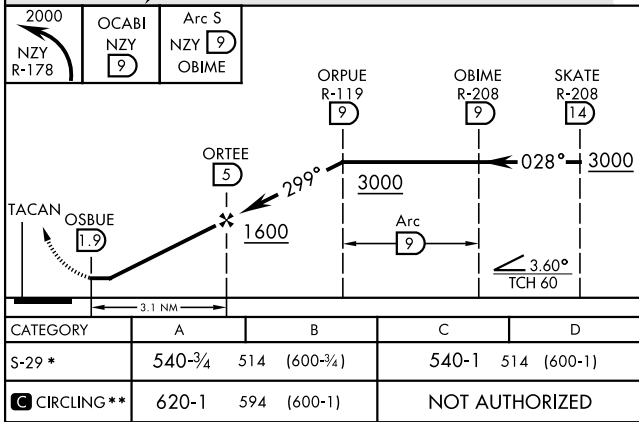 2000
NZY
R-178
OCABI
NZY
9
Arc S
NZY 9
OBIME
ORPUE
R-119
9
OBIME
R-208
9
SKATE
R-208
14
ORTEE
5
299°
028°
3000
3000
TACAN
OSBUE
1.9
1600
Arc
9
3.60°
TCH 60
3.1 NM
CATEGORY A B C D
S-29 * 540-¾ 514 (600-¾) 540-1 514 (600-1)
C CIRCLING ** 620-1 594 (600-1) NOT AUTHORIZED